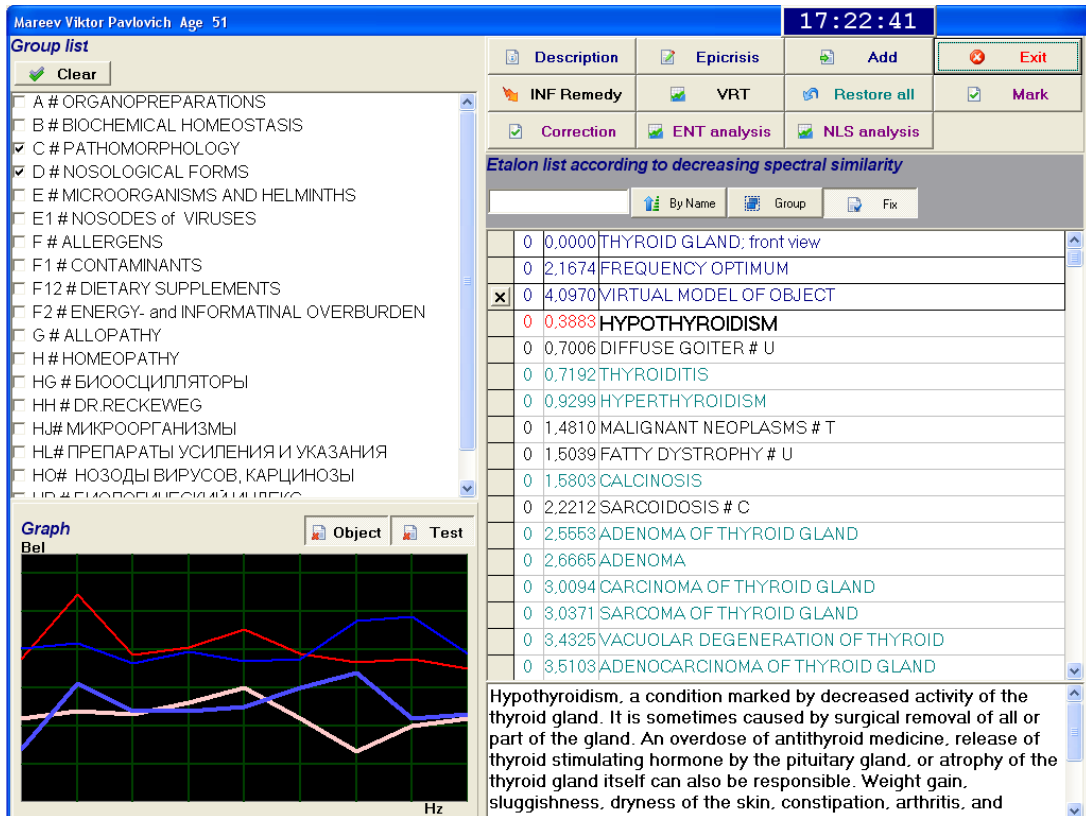 Mareev Viktor Pavlovich Age 51
17:22:41
Group list
Clear
A # ORGANOPREPARATIONS
B # BIOCHEMICAL HOMEOSTASIS
C # PATHOMORPHOLOGY
D # NOSOLOGICAL FORMS
E # MICROORGANISMS AND HELMINTHS
E1 # NOSODES of VIRUSES
F # ALLERGENS
F1 # CONTAMINANTS
F12 # DIETARY SUPPLEMENTS
F2 # ENERGY- and INFORMATINAL OVERBURDEN
G # ALLOPATHY
H # HOMEOPATHY
HG # БИООСЦИЛЛЯТОРЫ
HH # DR.RECKEWEG
HJ# МИКРООРГАНИЗМЫ
HL# ПРЕПАРАТЫ УСИЛЕНИЯ И УКАЗАНИЯ
HO# НОЗОДЫ ВИРУСОВ, КАРЦИНОЗЫ
Graph
Object
Test
Bel
Hz
Description
Epicrisis
Add
Exit
INF Remedy
VRT
Restore all
Mark
Correction
ENT analysis
NLS analysis
Etalon list according to decreasing spectral similarity
By Name
Group
Fix
0 0,0000 THYROID GLAND; front view
0 2,1674 FREQUENCY OPTIMUM
0 4,0970 VIRTUAL MODEL OF OBJECT
0 0,3883 HYPOTHYROIDISM
0 0,7006 DIFFUSE GOITER # U
0 0,7192 THYROIDITIS
0 0,9299 HYPERTHYROIDISM
0 1,4810 MALIGNANT NEOPLASMS # T
0 1,5039 FATTY DYSTROPHY # U
0 1,5803 CALCINOSIS
0 2,2212 SARCOIDOSIS # C
0 2,5553 ADENOMA OF THYROID GLAND
0 2,6665 ADENOMA
0 3,0094 CARCINOMA OF THYROID GLAND
0 3,0371 SARCOMA OF THYROID GLAND
0 3,4325 VACUOLAR DEGENERATION OF THYROID
0 3,5103 ADENOCARCINOMA OF THYROID GLAND
Hypothyroidism, a condition marked by decreased activity of the
thyroid gland. It is sometimes caused by surgical removal of all or
part of the gland. An overdose of antithyroid medicine, release of
thyroid stimulating hormone by the pituitary gland, or atrophy of the
thyroid gland itself can also be responsible. Weight gain,
sluggishness, dryness of the skin, constipation, arthritis, and